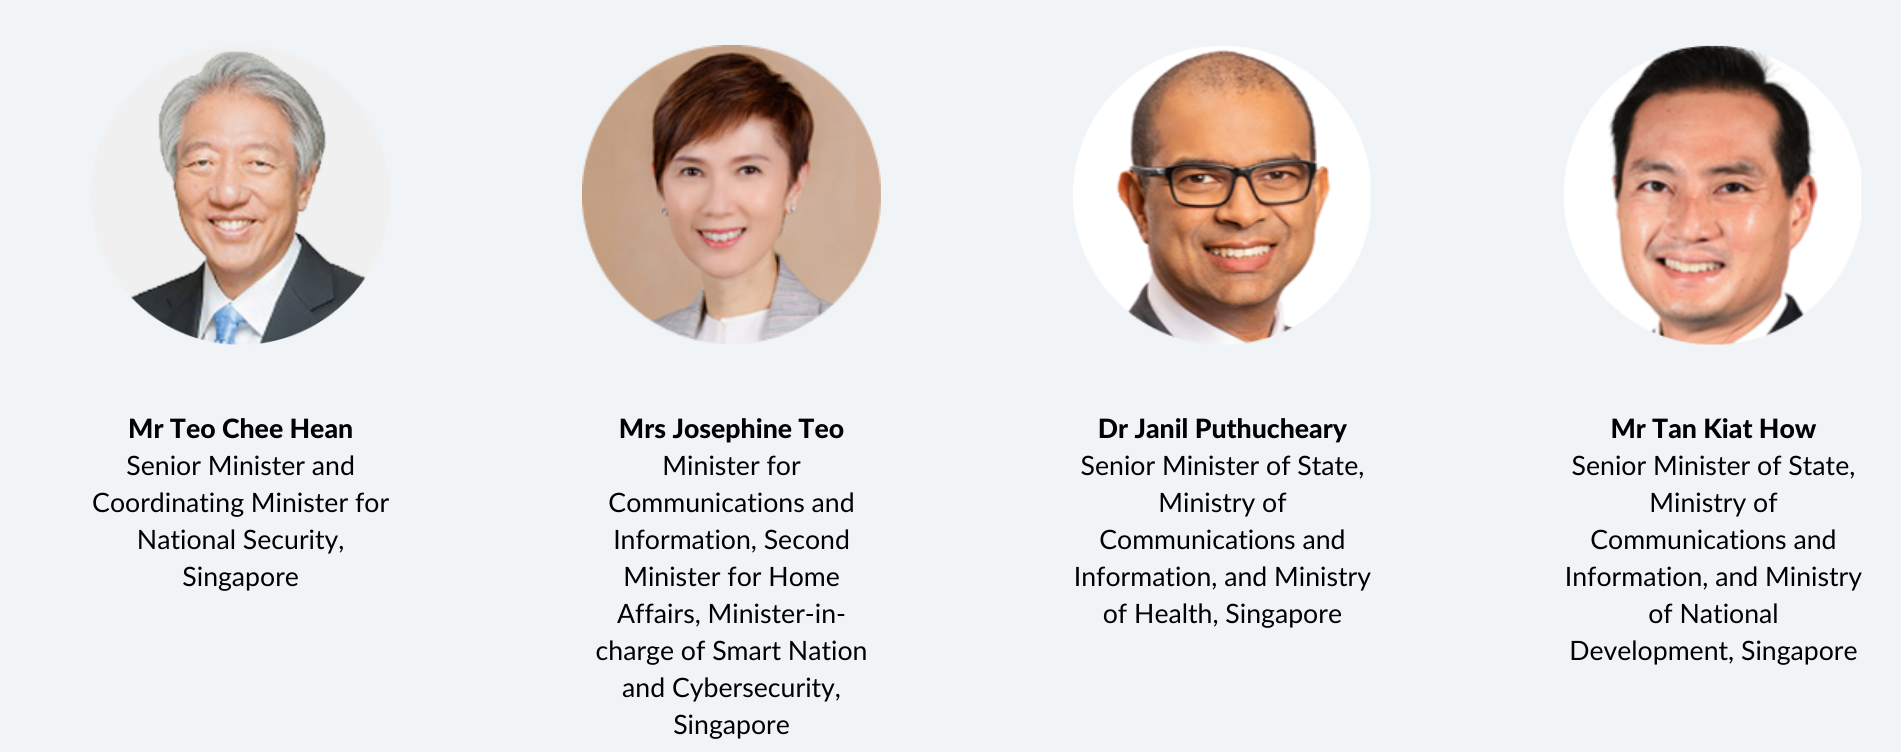 Mr Teo Chee Hean
Senior Minister and
Coordinating Minister for
National Security,
Singapore
Mrs Josephine Teo
Minister for
Communications and
Information, Second
Minister for Home
Affairs, Minister-in-
charge of Smart Nation
and Cybersecurity,
Singapore
Dr Janil Puthucheary
Senior Minister of State,
Ministry of
Communications and
Information, and Ministry
of Health, Singapore
Mr Tan Kiat How
Senior Minister of State,
Ministry of
Communications and
Information, and Ministry
of National
Development, Singapore